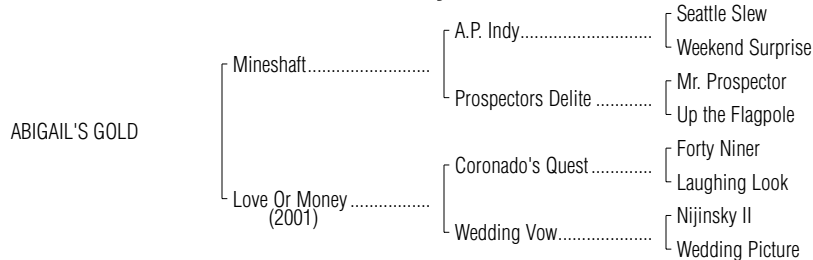 Seattle Slew
A.P. Indy
Weekend Surprise
Mineshaft
Mr. Prospector
Prospectors Delite
Up the Flagpole
ABIGAIL'S GOLD
Forty Niner
Coronado's Quest
Laughing Look
Love Or Money
(2001)
Nijinsky II
Wedding Vow
Wedding Picture